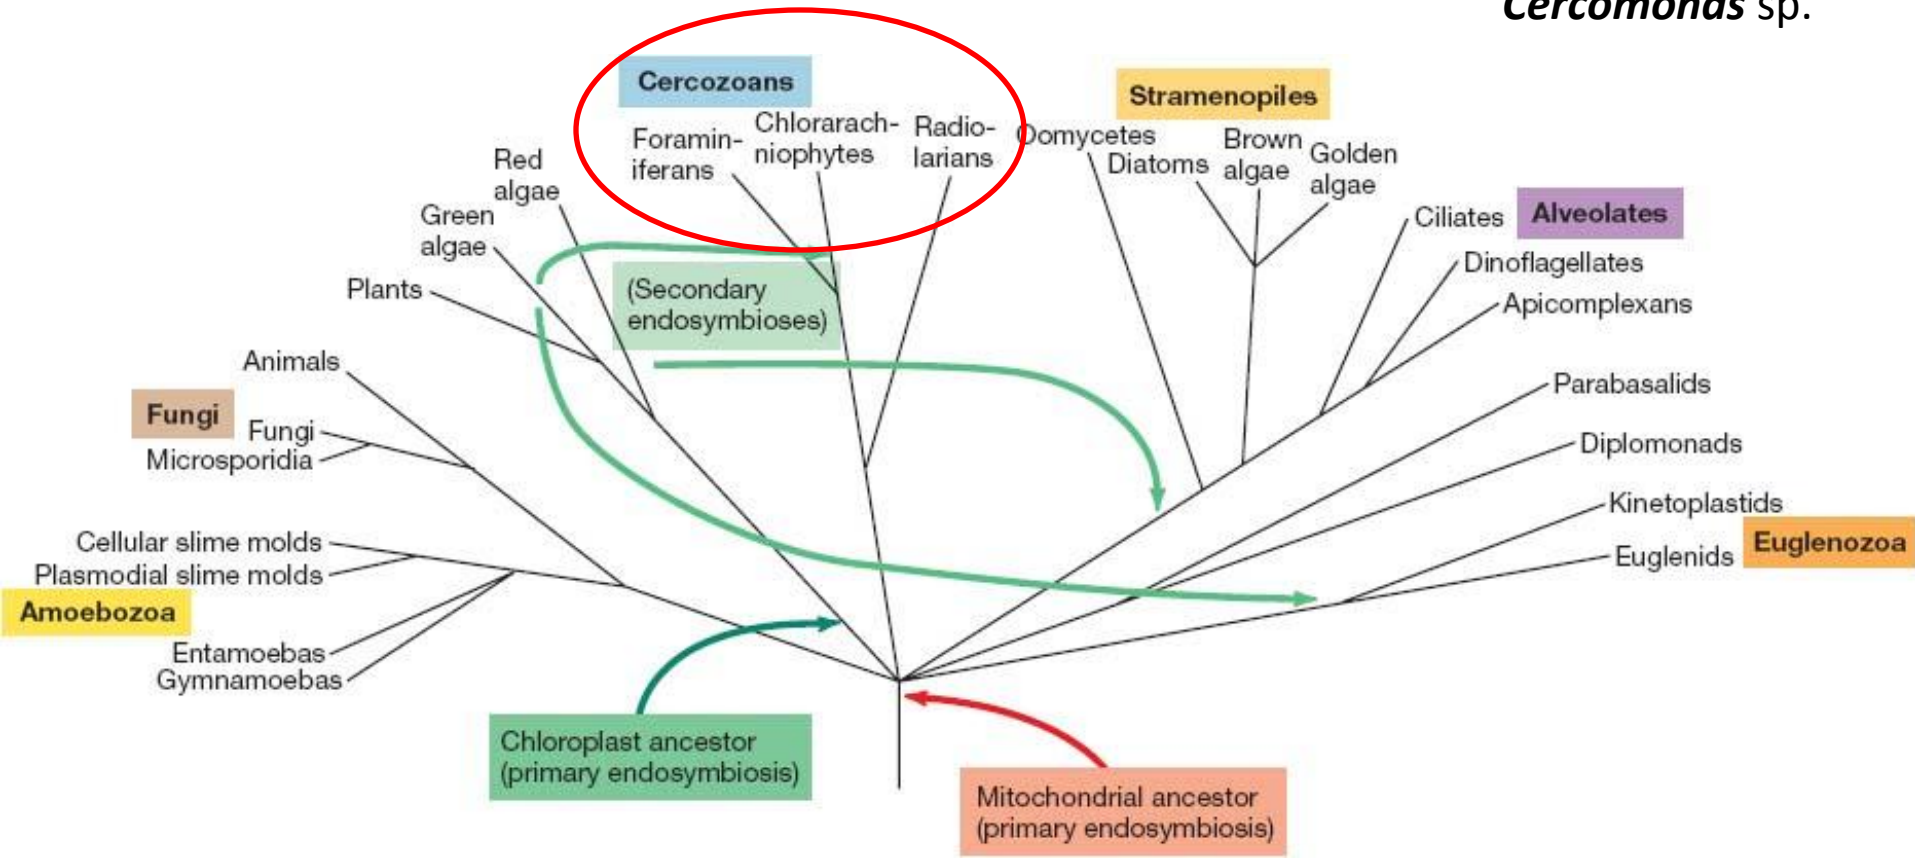 Cercomonas sp.
Cercozoans
Foramin-
iferans
Chlorarach-
niophytes
Radio-
larians
Stramenopiles
Oomycetes
Diatoms
Brown
algae
Golden
algae
Red
algae
Green
algae
Plants
(Secondary
endosymbioses)
Ciliates
Alveolates
Dinoflagellates
Apicomplexans
Animals
Fungi
Fungi
Microsporidia
Parabasalids
Diplomonads
Kinetoplastids
Euglenids
Euglenozoa
Cellular slime molds
Plasmodial slime molds
Amoebozoa
Entamoebas
Gymnamoebas
Chloroplast ancestor
(primary endosymbiosis)
Mitochondrial ancestor
(primary endosymbiosis)